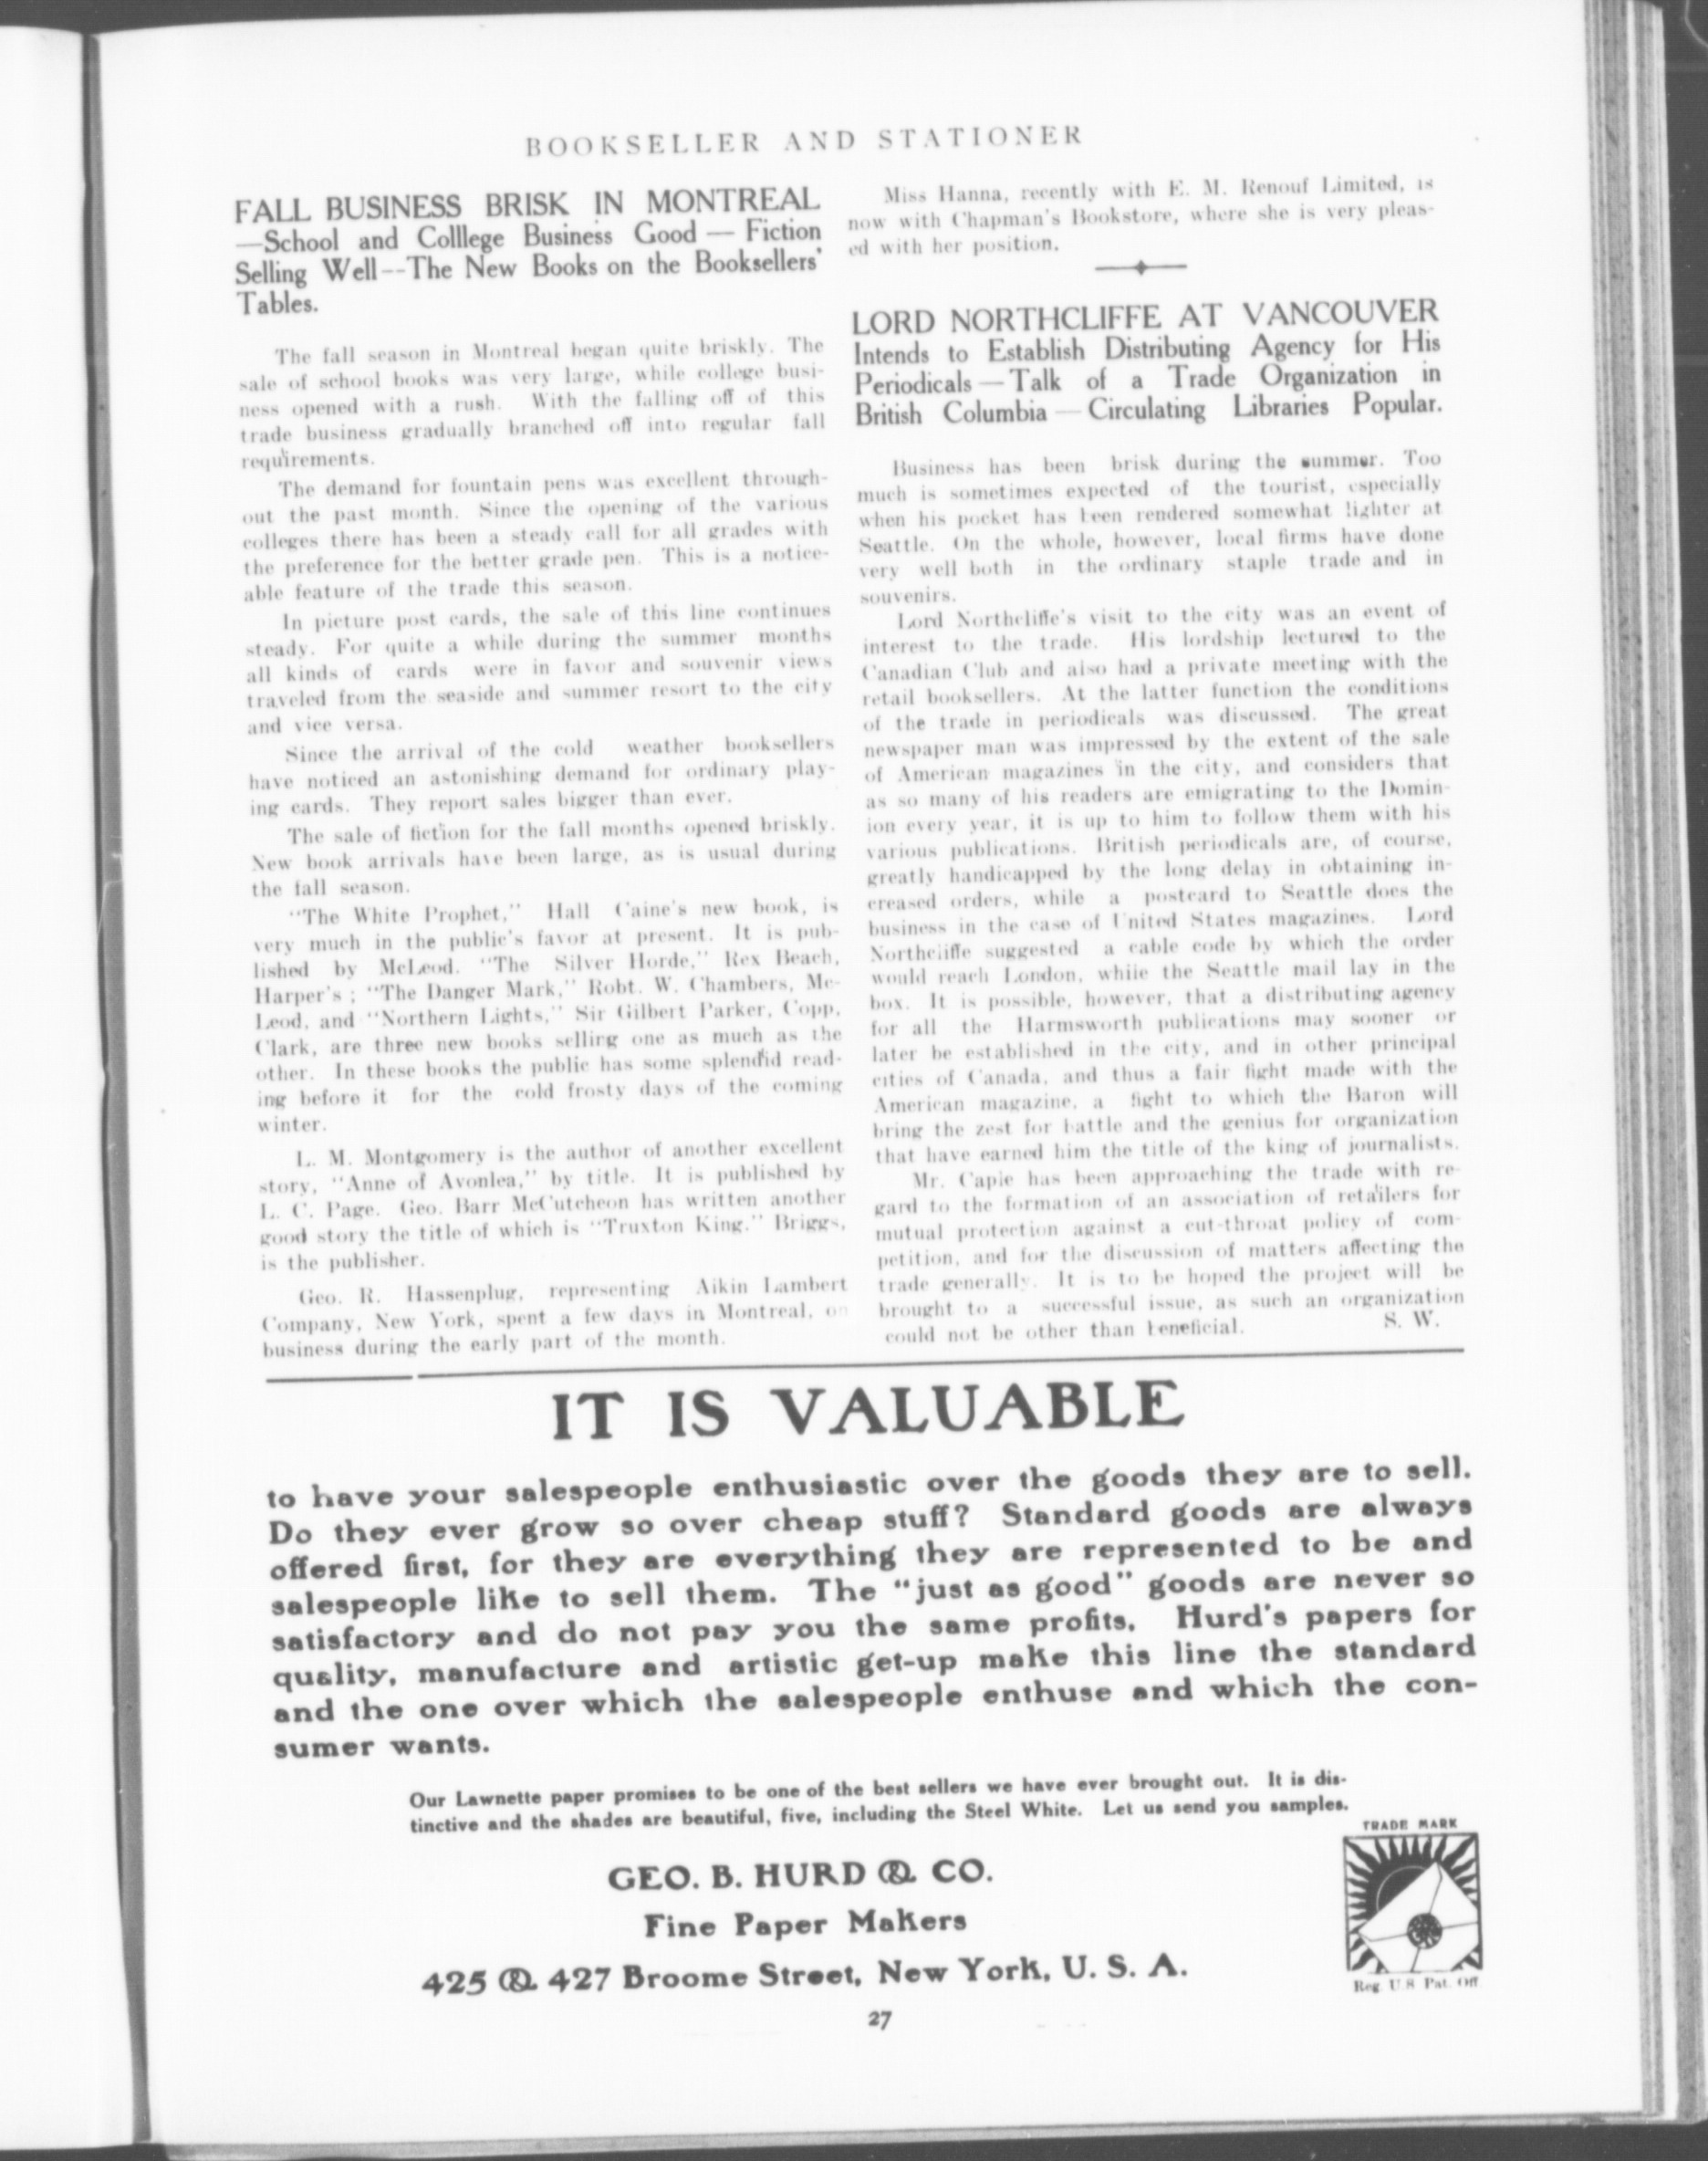 BOOKSELLER AND STATIONER
FALL BUSINESS BRISK IN MONTREAL
—School and Colllege Business Good — Fiction
Selling Well--The New Books on the Booksellers'
Tables.
The fall season in Montreal began quite briskly. The
sale of school books was very large, while college busi-
ness opened with a rush. With the falling off of this
trade business gradually branched off into regular fall
requirements.
The demand for fountain pens was excellent through-
out the past month. Since the opening of the various
colleges there has been a steady call for all grades with
the preference for the better grade pen. This is a notice-
able feature of the trade this season.
In picture post cards, the sale of this line continues
steady. For quite a while during the summer months
all kinds of cards were in favor and souvenir views
traveled from the seaside and summer resort to the city
and vice versa.
Since the arrival of the cold weather booksellers
have noticed an astonishing demand for ordinary play-
ing cards. They report sales bigger than ever.
The sale of fiction for the fall months opened briskly.
New book arrivals have been large, as is usual during
the fall season.
"The White Prophet," Hall Caine's new book, is
very much in the public's favor at present. It is pub-
lished by McLeod. "The Silver Horde," Rex Beach,
Harper's ; "The Danger Mark," Robt. W. Chambers, Mc-
Leod, and "Northern Lights," Sir Gilbert Parker, Copp,
Clark, are three new books selling one as much as the
other. In these books the public has some splendid read-
ing before it for the cold frosty days of the coming
winter.
L. M. Montgomery is the author of another excellent
story, "Anne of Avonlea," by title. It is published by
L. C. Page. Geo. Barr McCutcheon has written another
good story the title of which is "Truxton King." Briggs,
is the publisher.
Geo. R. Hassenplug, representing Aikin Lambert
Company, New York, spent a few days in Montreal, on
business during the early part of the month.
Miss Hanna, recently with E. M. Renouf Limited, is
now with Chapman's Bookstore, where she is very pleas-
ed with her position.
LORD NORTHCLIFFE AT VANCOUVER
Intends to Establish Distributing Agency for His
Periodicals — Talk of a Trade Organization in
British Columbia — Circulating Libraries Popular.
Business has been brisk during the summer. Too
much is sometimes expected of the tourist, especially
when his pocket has been rendered somewhat lighter at
Seattle. On the whole, however, local firms have done
very well both in the ordinary staple trade and in
souvenirs.
Lord Northcliffe's visit to the city was an event of
interest to the trade. His lordship lectured to the
Canadian Club and also had a private meeting with the
retail booksellers. At the latter function the conditions
of the trade in periodicals was discussed. The great
newspaper man was impressed by the extent of the sale
of American magazines in the city, and considers that
as so many of his readers are emigrating to the Domin-
ion every year, it is up to him to follow them with his
various publications. British periodicals are, of course,
greatly handicapped by the long delay in obtaining in-
creased orders, while a postcard to Seattle does the
business in the case of United States magazines. Lord
Northcliffe suggested a cable code by which the order
would reach London, while the Seattle mail lay in the
box. It is possible, however, that a distributing agency
for all the Harmsworth publications may sooner or
later be established in the city, and in other principal
cities of Canada, and thus a fair fight made with the
American magazine, a fight to which the Baron will
bring the zest for battle and the genius for organization
that have earned him the title of the king of journalists.
Mr. Capie has been approaching the trade with re-
gard to the formation of an association of retailers for
mutual protection against a cut-throat policy of com-
petition, and for the discussion of matters affecting the
trade generally. It is to be hoped the project will be
brought to a successful issue, as such an organization
could not be other than beneficial. S. W.
IT IS VALUABLE
to have your salespeople enthusiastic over the goods they are to sell.
Do they ever grow so over cheap stuff? Standard goods are always
offered first, for they are everything they are represented to be and
salespeople like to sell them. The "just as good" goods are never so
satisfactory and do not pay you the same profits. Hurd's papers for
quality, manufacture and artistic get-up make this line the standard
and the one over which the salespeople enthuse and which the con-
sumer wants.
Our Lawnette paper promises to be one of the best sellers we have ever brought out. It is dis-
tinctive and the shades are beautiful, five, including the Steel White. Let us send you samples.
TRADE MARK
GEO. B. HURD & CO.
Fine Paper Makers
425 & 427 Broome Street, New York, U. S. A.
Reg. U.S. Pat. Off
27